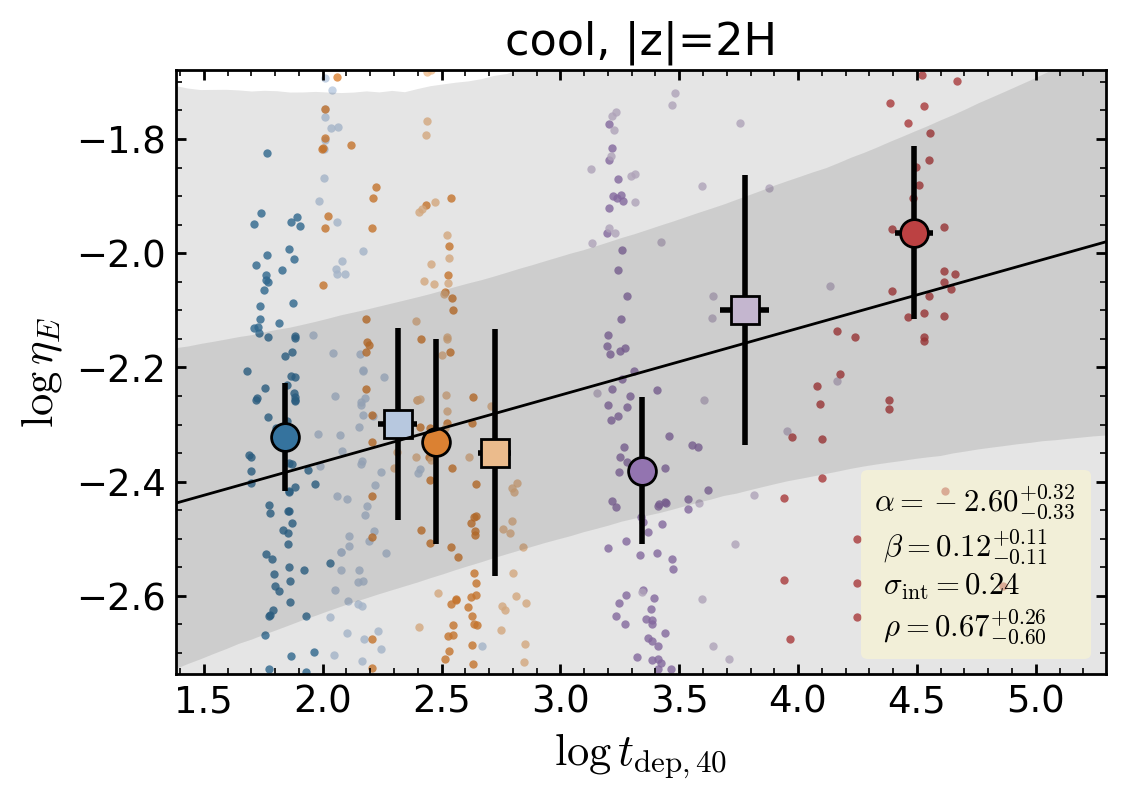 cool, |z|=2H
−1.8
−2.0
−2.2
−2.4
−2.6
log η_E
α = −2.60^{+0.32}_{−0.33}
β = 0.12^{+0.11}_{−0.11}
σ_int = 0.24
ρ = 0.67^{+0.26}_{−0.60}
1.5 2.0 2.5 3.0 3.5 4.0 4.5 5.0
log t_{dep, 40}